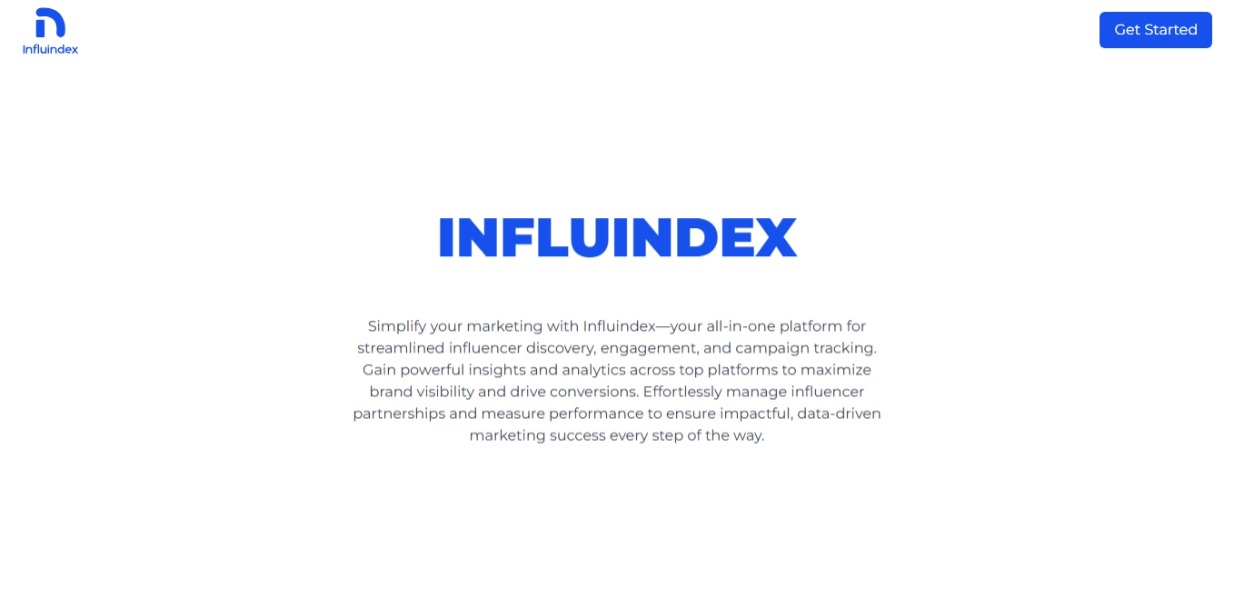 Influindex
Get Started
INFLUINDEX
Simplify your marketing with Influindex—your all-in-one platform for
streamlined influencer discovery, engagement, and campaign tracking.
Gain powerful insights and analytics across top platforms to maximize
brand visibility and drive conversions. Effortlessly manage influencer
partnerships and measure performance to ensure impactful, data-driven
marketing success every step of the way.